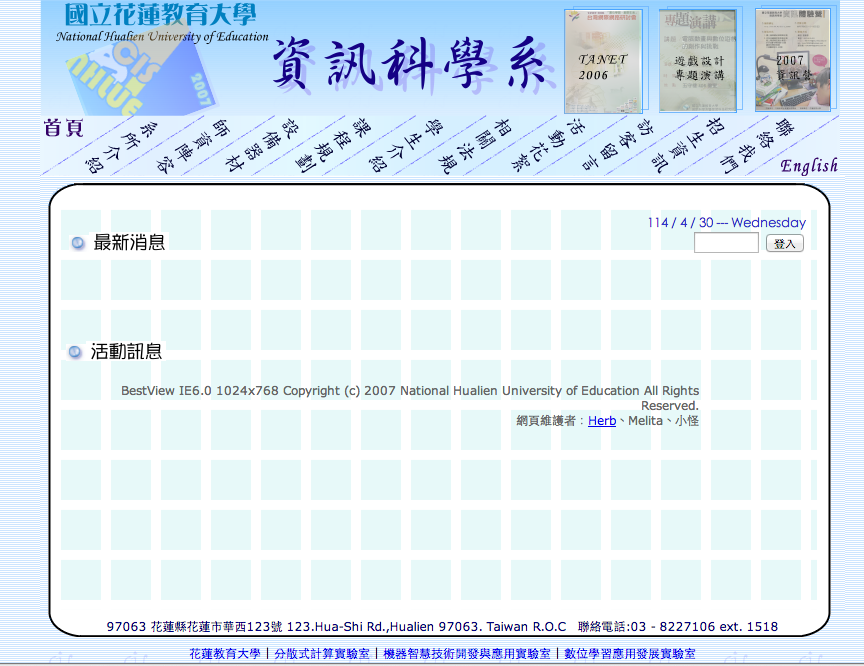 國立花蓮教育大學
National Hualien University of Education
資訊科學系
CIS
NHLUE
2007
TANET
2006
專題演講
遊戲設計
專題演講
2007
資訊營
首頁
系所介紹
師資陣容
設備器材
課程規劃
學生介紹
相關法規
活動花絮
訪客留言
招生資訊
聯絡我們
English
114 / 4 / 30 --- Wednesday
最新消息
登入
活動訊息
BestView IE6.0 1024x768 Copyright (c) 2007 National Hualien University of Education All Rights
Reserved.
網頁維護者：Herb、Melita、小怪
97063 花蓮縣花蓮市華西123號 123.Hua-Shi Rd.,Hualien 97063. Taiwan R.O.C 聯絡電話:03 - 8227106 ext. 1518
花蓮教育大學 | 分散式計算實驗室 | 機器智慧技術開發與應用實驗室 | 數位學習應用發展實驗室